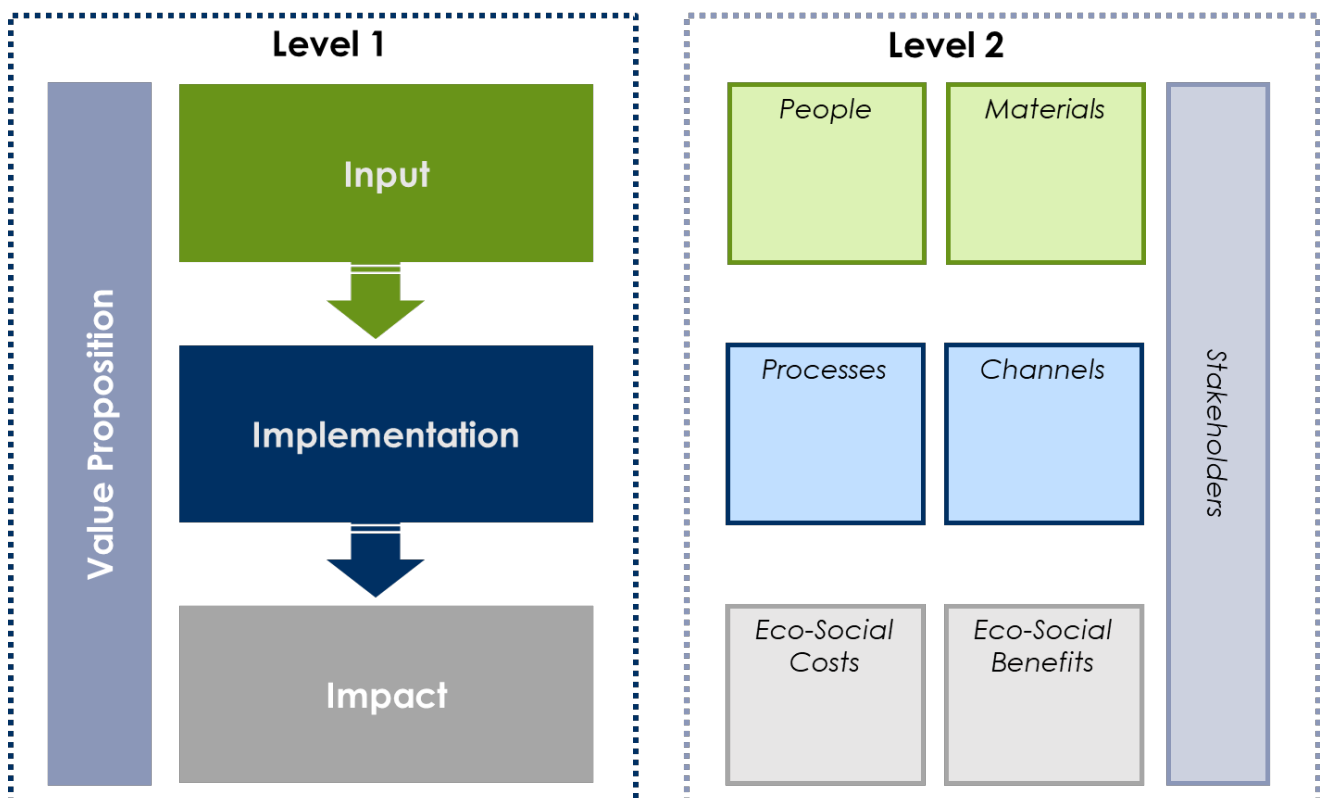 Level 1
Value Proposition
Input
Implementation
Impact
Level 2
People
Materials
Processes
Channels
Eco-Social
Costs
Eco-Social
Benefits
Stakeholders